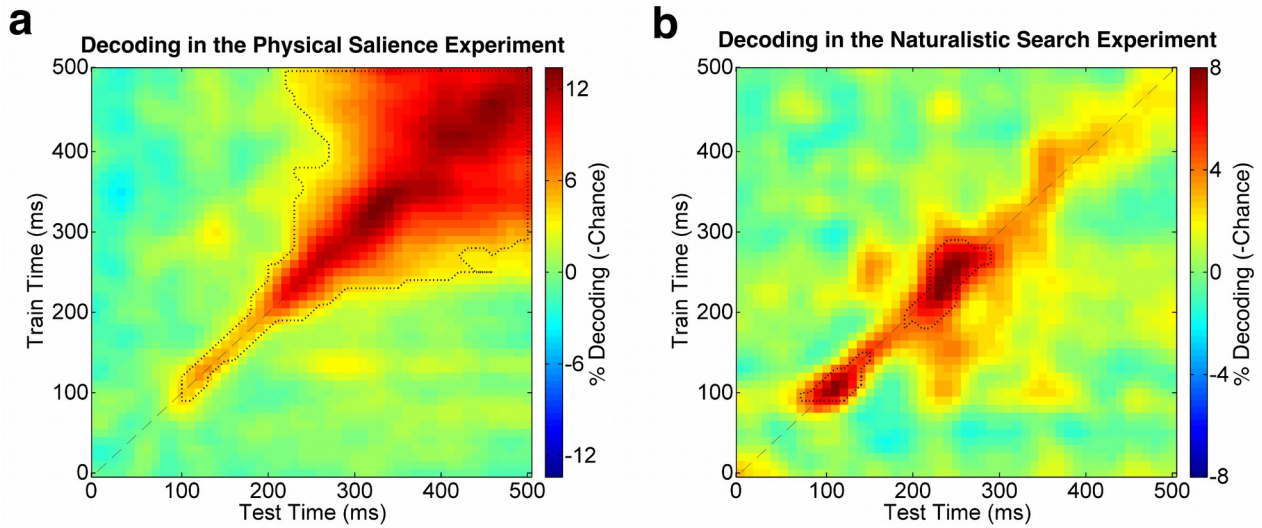 a
Decoding in the Physical Salience Experiment
500
400
300
200
100
0
Train Time (ms)
0 100 200 300 400 500
Test Time (ms)
12
6
0
-6
-12
% Decoding (-Chance)
b
Decoding in the Naturalistic Search Experiment
500
400
300
200
100
0
Train Time (ms)
0 100 200 300 400 500
Test Time (ms)
8
4
0
-4
-8
% Decoding (-Chance)